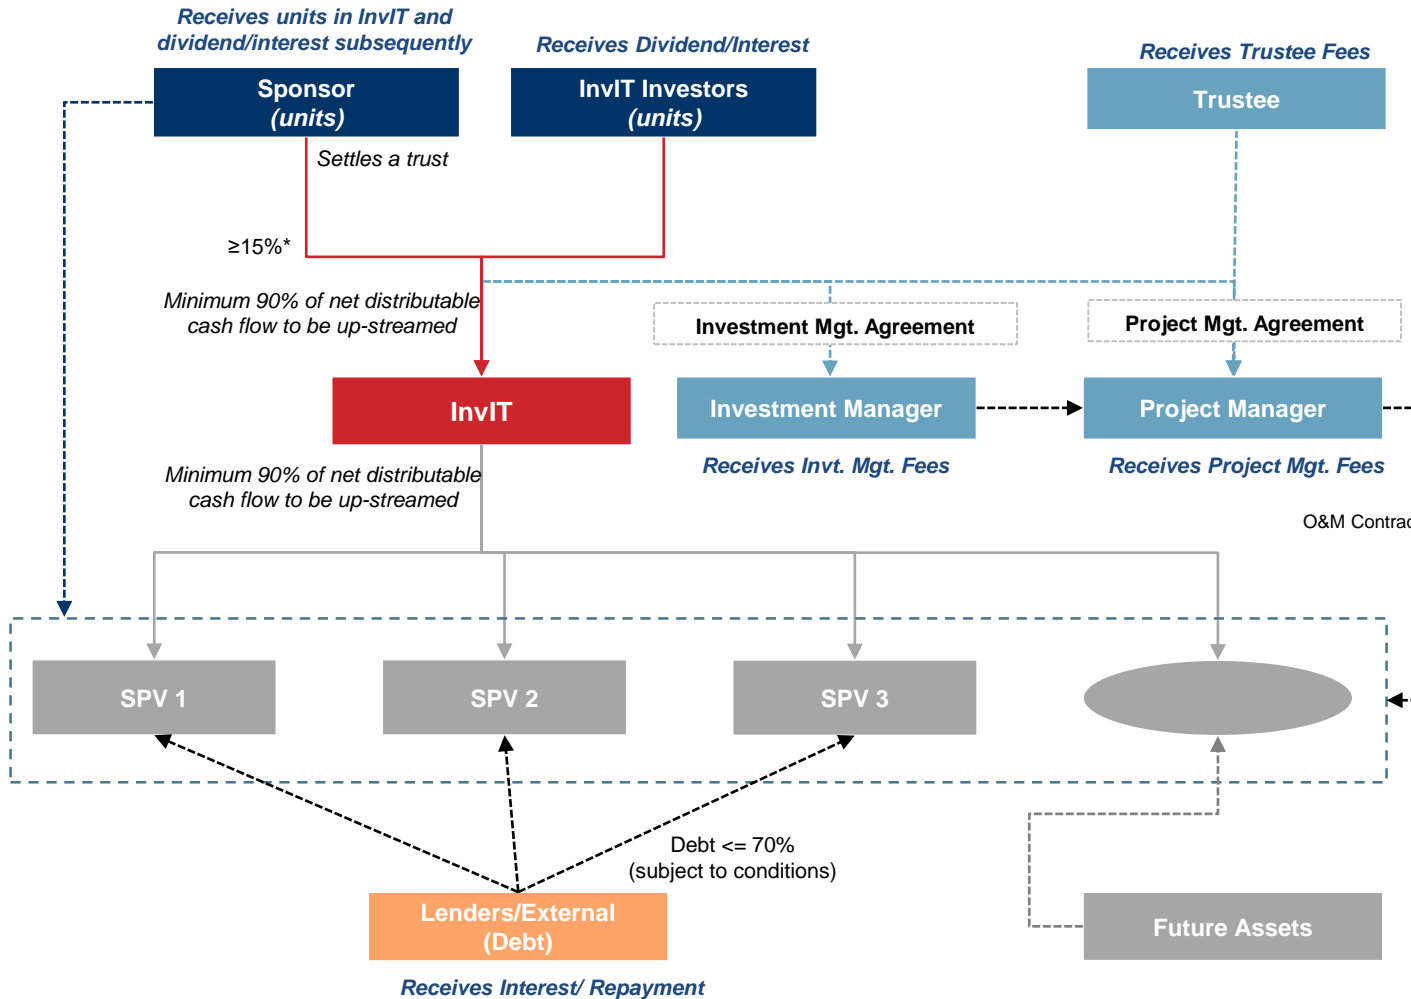 Receives units in InvIT and
dividend/interest subsequently
Receives Dividend/Interest
Receives Trustee Fees
Sponsor
(units)
InvIT Investors
(units)
Trustee
Settles a trust
≥15%*
Minimum 90% of net distributable
cash flow to be up-streamed
Investment Mgt. Agreement
Project Mgt. Agreement
InvIT
Investment Manager
Project Manager
Minimum 90% of net distributable
cash flow to be up-streamed
Receives Invt. Mgt. Fees
Receives Project Mgt. Fees
O&M Contrac
SPV 1
SPV 2
SPV 3
Debt <= 70%
(subject to conditions)
Lenders/External
(Debt)
Future Assets
Receives Interest/ Repayment